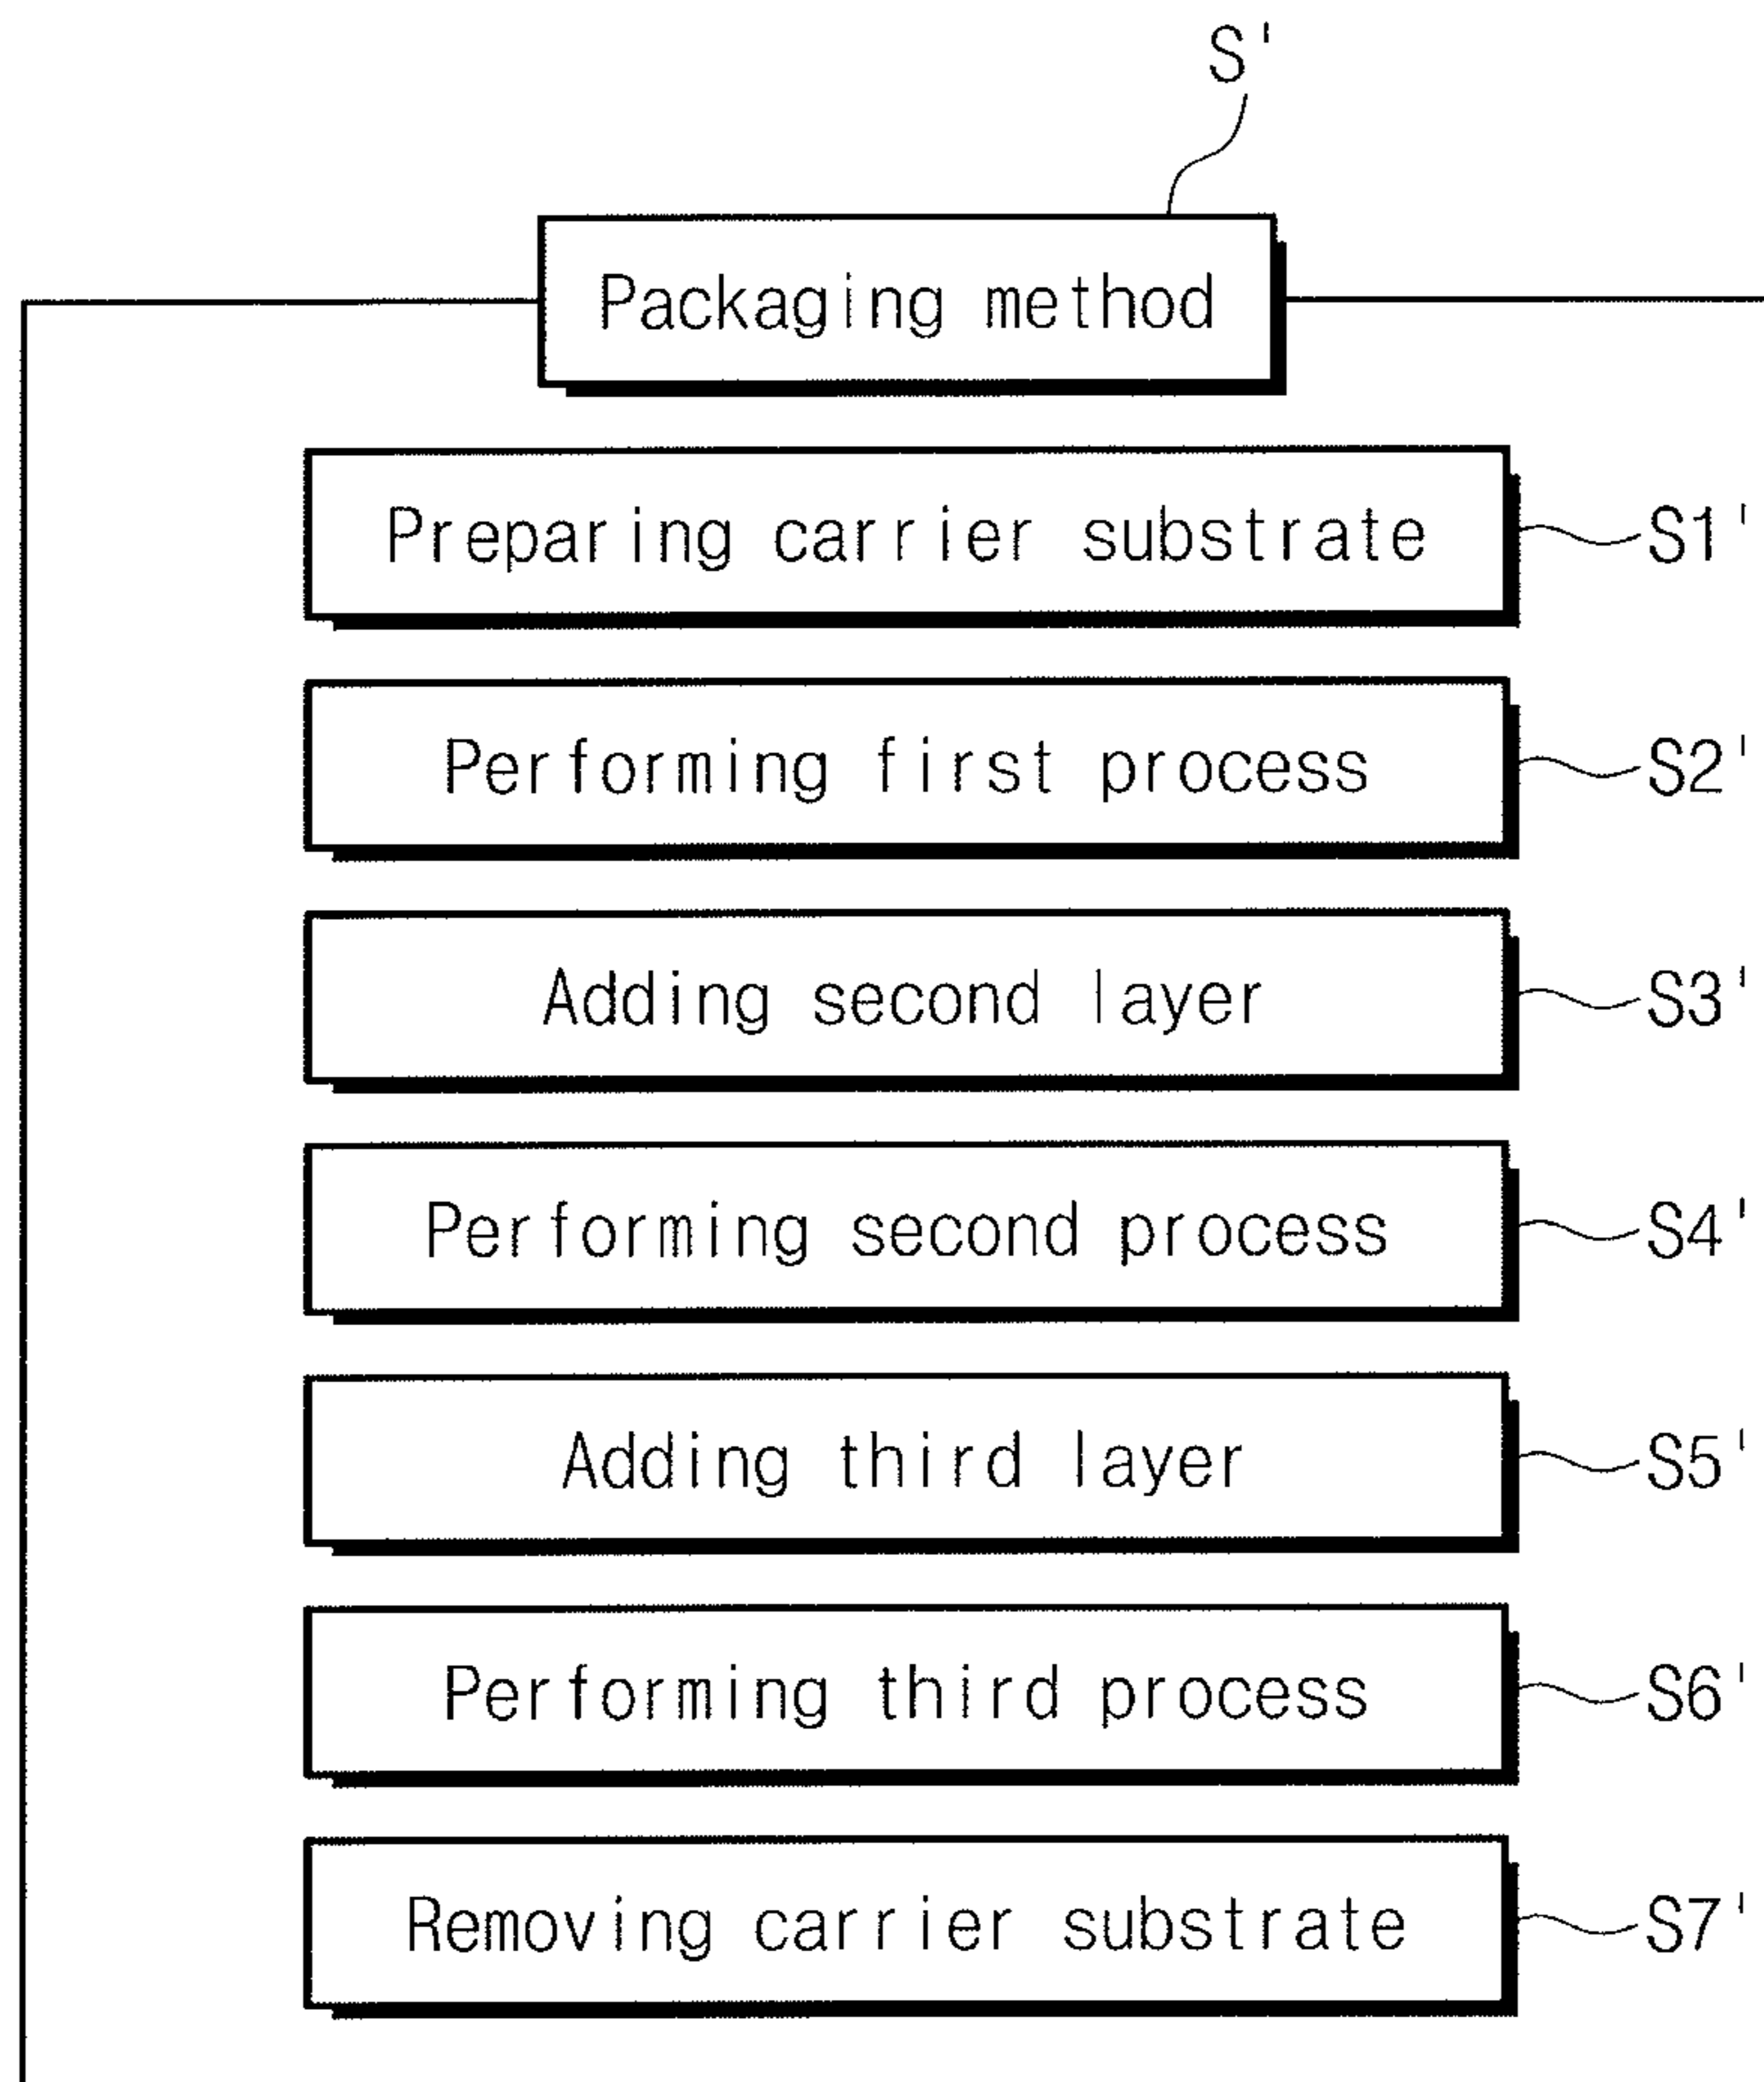 S'
Packaging method
Preparing carrier substrate S1'
Performing first process S2'
Adding second layer S3'
Performing second process S4'
Adding third layer S5'
Performing third process S6'
Removing carrier substrate S7'